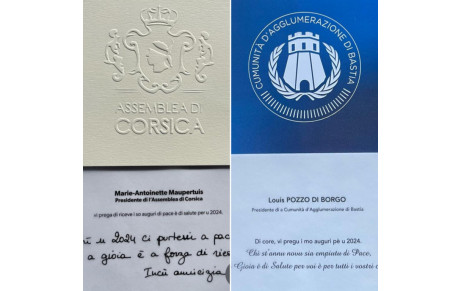 ASSEMBLEA DI
CORSICA
Marie-Antoinette Maupertuis
Presidente di l'Assemblea di Corsica
vi prega di riceve i so auguri di pace è di salute per u 2024.
u 2024 ci purtessi a pac
a gioia è a forza di
Incù amicizia
CUMUNITÀ D'AGGLUMERAZIONE DI BASTIA
Louis POZZO DI BORGO
Presidente di a Cumunità d'Agglumerazione di Bastia
Di core, vi pregu i mo auguri pè u 2024.
Chì st'annu novu sia empiutu di Pace,
Gioia è di Salute per voi è per tutti i vostri